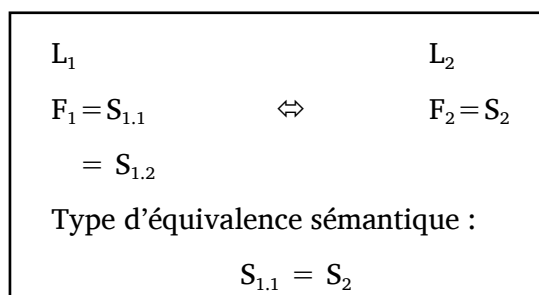 L₁ L₂
F₁ = S₁.₁ ⇔ F₂ = S₂
= S₁.₂
Type d’équivalence sémantique :
S₁.₁ = S₂